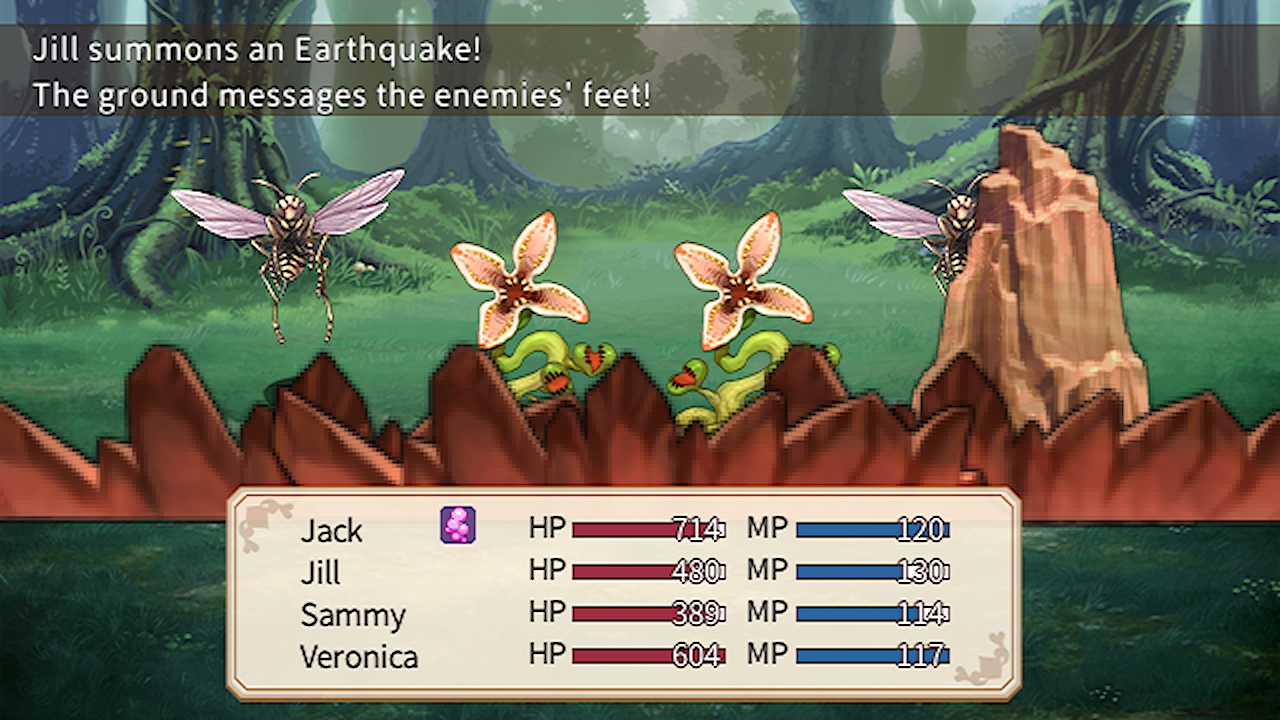 Jill summons an Earthquake!
The ground messages the enemies' feet!
Jack HP 714 MP 120
Jill HP 480 MP 130
Sammy HP 389 MP 114
Veronica HP 604 MP 117